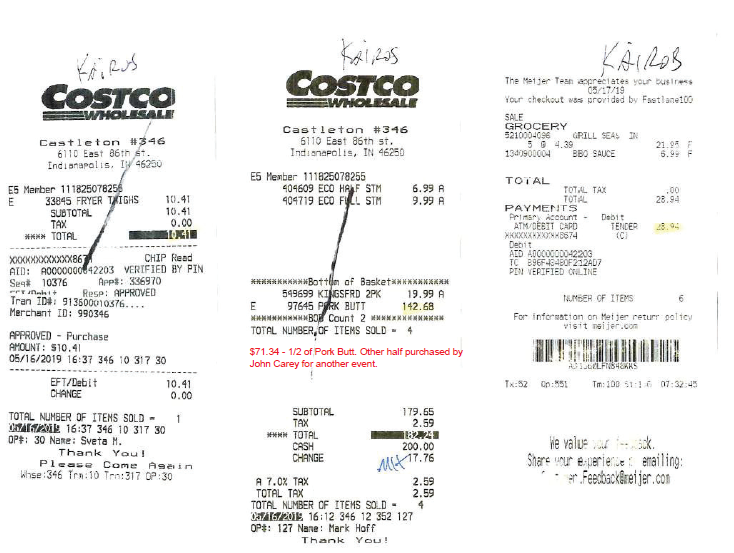 KAIROS
COSTCO
WHOLESALE
Castleton #346
6110 East 86th St.
Indianapolis, IN 46250
E5 Member 111825078255
E 33845 FRYER THIGHS 10.41
SUBTOTAL 10.41
TAX 0.00
**** TOTAL 10.41
XXXXXXXXXXXX8674 CHIP Read
AID: A0000000042203 VERIFIED BY PIN
Seq# 10376 App#: 336970
EFT/Debit Resp: APPROVED
Tran ID#: 913600010376....
Merchant ID: 990346
APPROVED - Purchase
AMOUNT: $10.41
05/16/2019 16:37 346 10 317 30
EFT/Debit 10.41
CHANGE 0.00
TOTAL NUMBER OF ITEMS SOLD = 1
05/16/2019 16:37 346 10 317 30
OP#: 30 Name: Sveta M.
Thank You!
Please Come Again
Whse:346 Trm:10 Trn:317 OP:30
KAIROS
COSTCO
WHOLESALE
Castleton #346
6110 East 86th St.
Indianapolis, IN 46250
E5 Member 111825078255
404609 ECO HALF STM 6.99 A
404719 ECO FULL STM 9.99 A
***********Bottom of Basket***********
549699 KINGSFRD 2PK 19.99 A
E 97645 PORK BUTT 142.68
***********BOB Count 2 **************
TOTAL NUMBER OF ITEMS SOLD = 4
$71.34 - 1/2 of Pork Butt. Other half purchased by
John Carey for another event.
SUBTOTAL 179.65
TAX 2.59
**** TOTAL 182.24
CASH 200.00
CHANGE 17.76
A 7.0% TAX 2.59
TOTAL TAX 2.59
TOTAL NUMBER OF ITEMS SOLD = 4
05/16/2019 16:12 346 12 352 127
OP#: 127 Name: Mark Hoff
Thank You!
KAIROS
The Meijer Team appreciates your business
05/17/19
Your checkout was provided by Fastlane100
SALE
GROCERY
5210004096 GRILL SEAS IN
5 @ 4.39 21.95 F
1340900004 BBQ SAUCE 6.99 F
TOTAL
TOTAL TAX .00
TOTAL 28.94
PAYMENTS
Primary Account - Debit
ATM/DEBIT CARD TENDER 28.94
XXXXXXXXXXXX8674 (C)
Debit
AID A0000000042203
TC 896F43480F212AD7
PIN VERIFIED ONLINE
NUMBER OF ITEMS 6
For information on Meijer return policy
visit meijer.com
Tx:52 Op:551 Tm:100 St:1 6 07:32:45
We value your feedback.
Share your experience emailing:
Feedback@meijer.com